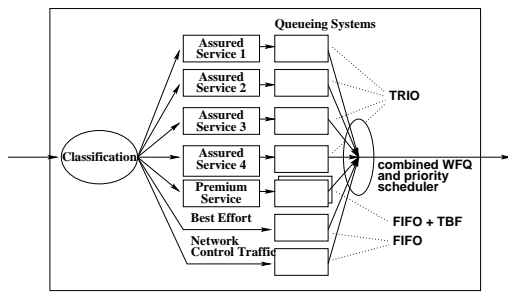 Queueing Systems
Assured
Service 1
Assured
Service 2
TRIO
Assured
Service 3
Classification
Assured
Service 4
combined WFQ
and priority
scheduler
Premium
Service
Best Effort
FIFO + TBF
Network
Control Traffic
FIFO